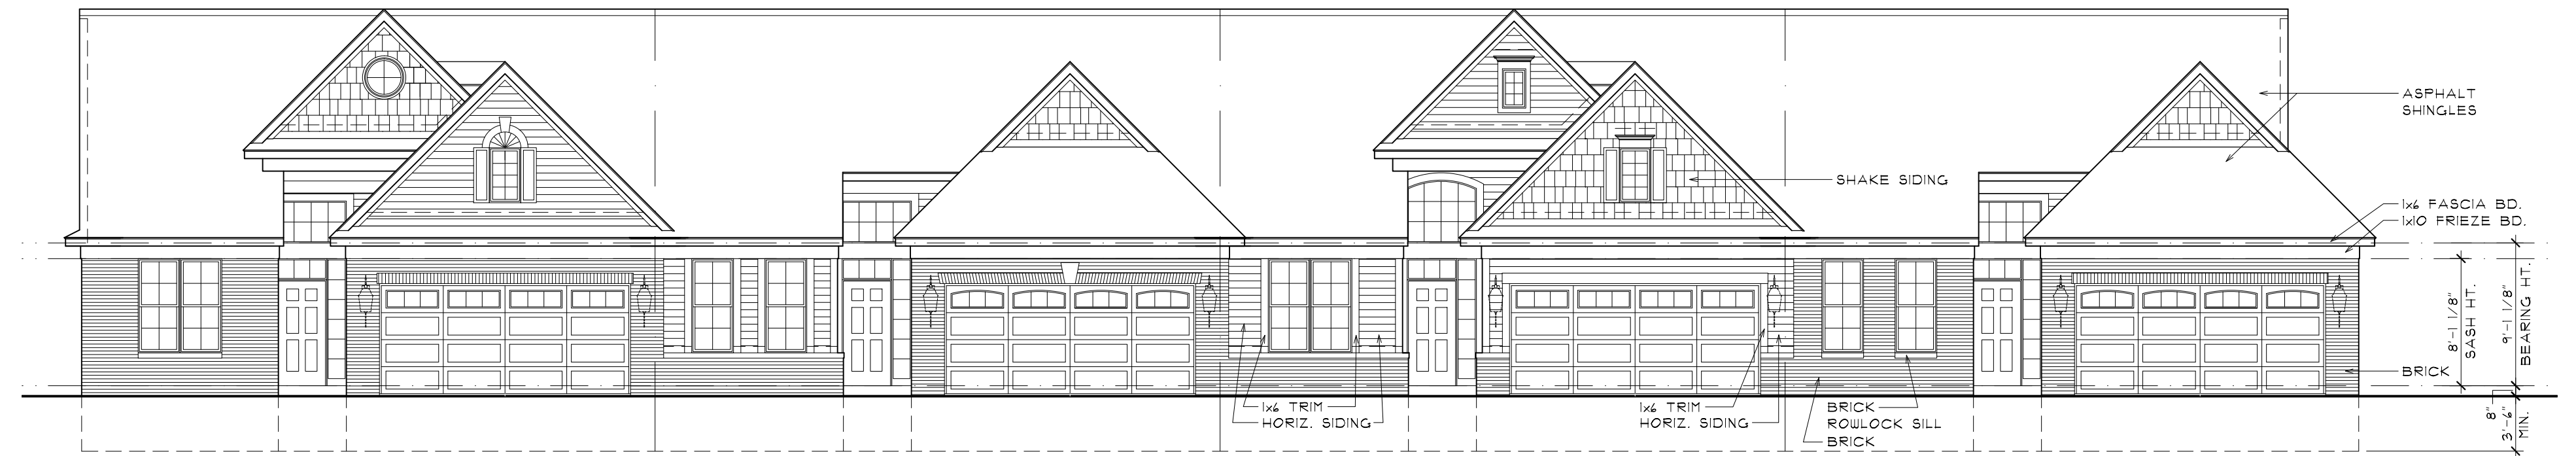 ASPHALT
SHINGLES
SHAKE SIDING
1x6 FASCIA BD.
1x10 FRIEZE BD.
8'-1 1/8"
SASH HT.
9'-1 1/8"
BEARING HT.
BRICK
1x6 TRIM
HORIZ. SIDING
1x6 TRIM
HORIZ. SIDING
BRICK
ROWLOCK SILL
BRICK
8"
3'-6"
MIN.